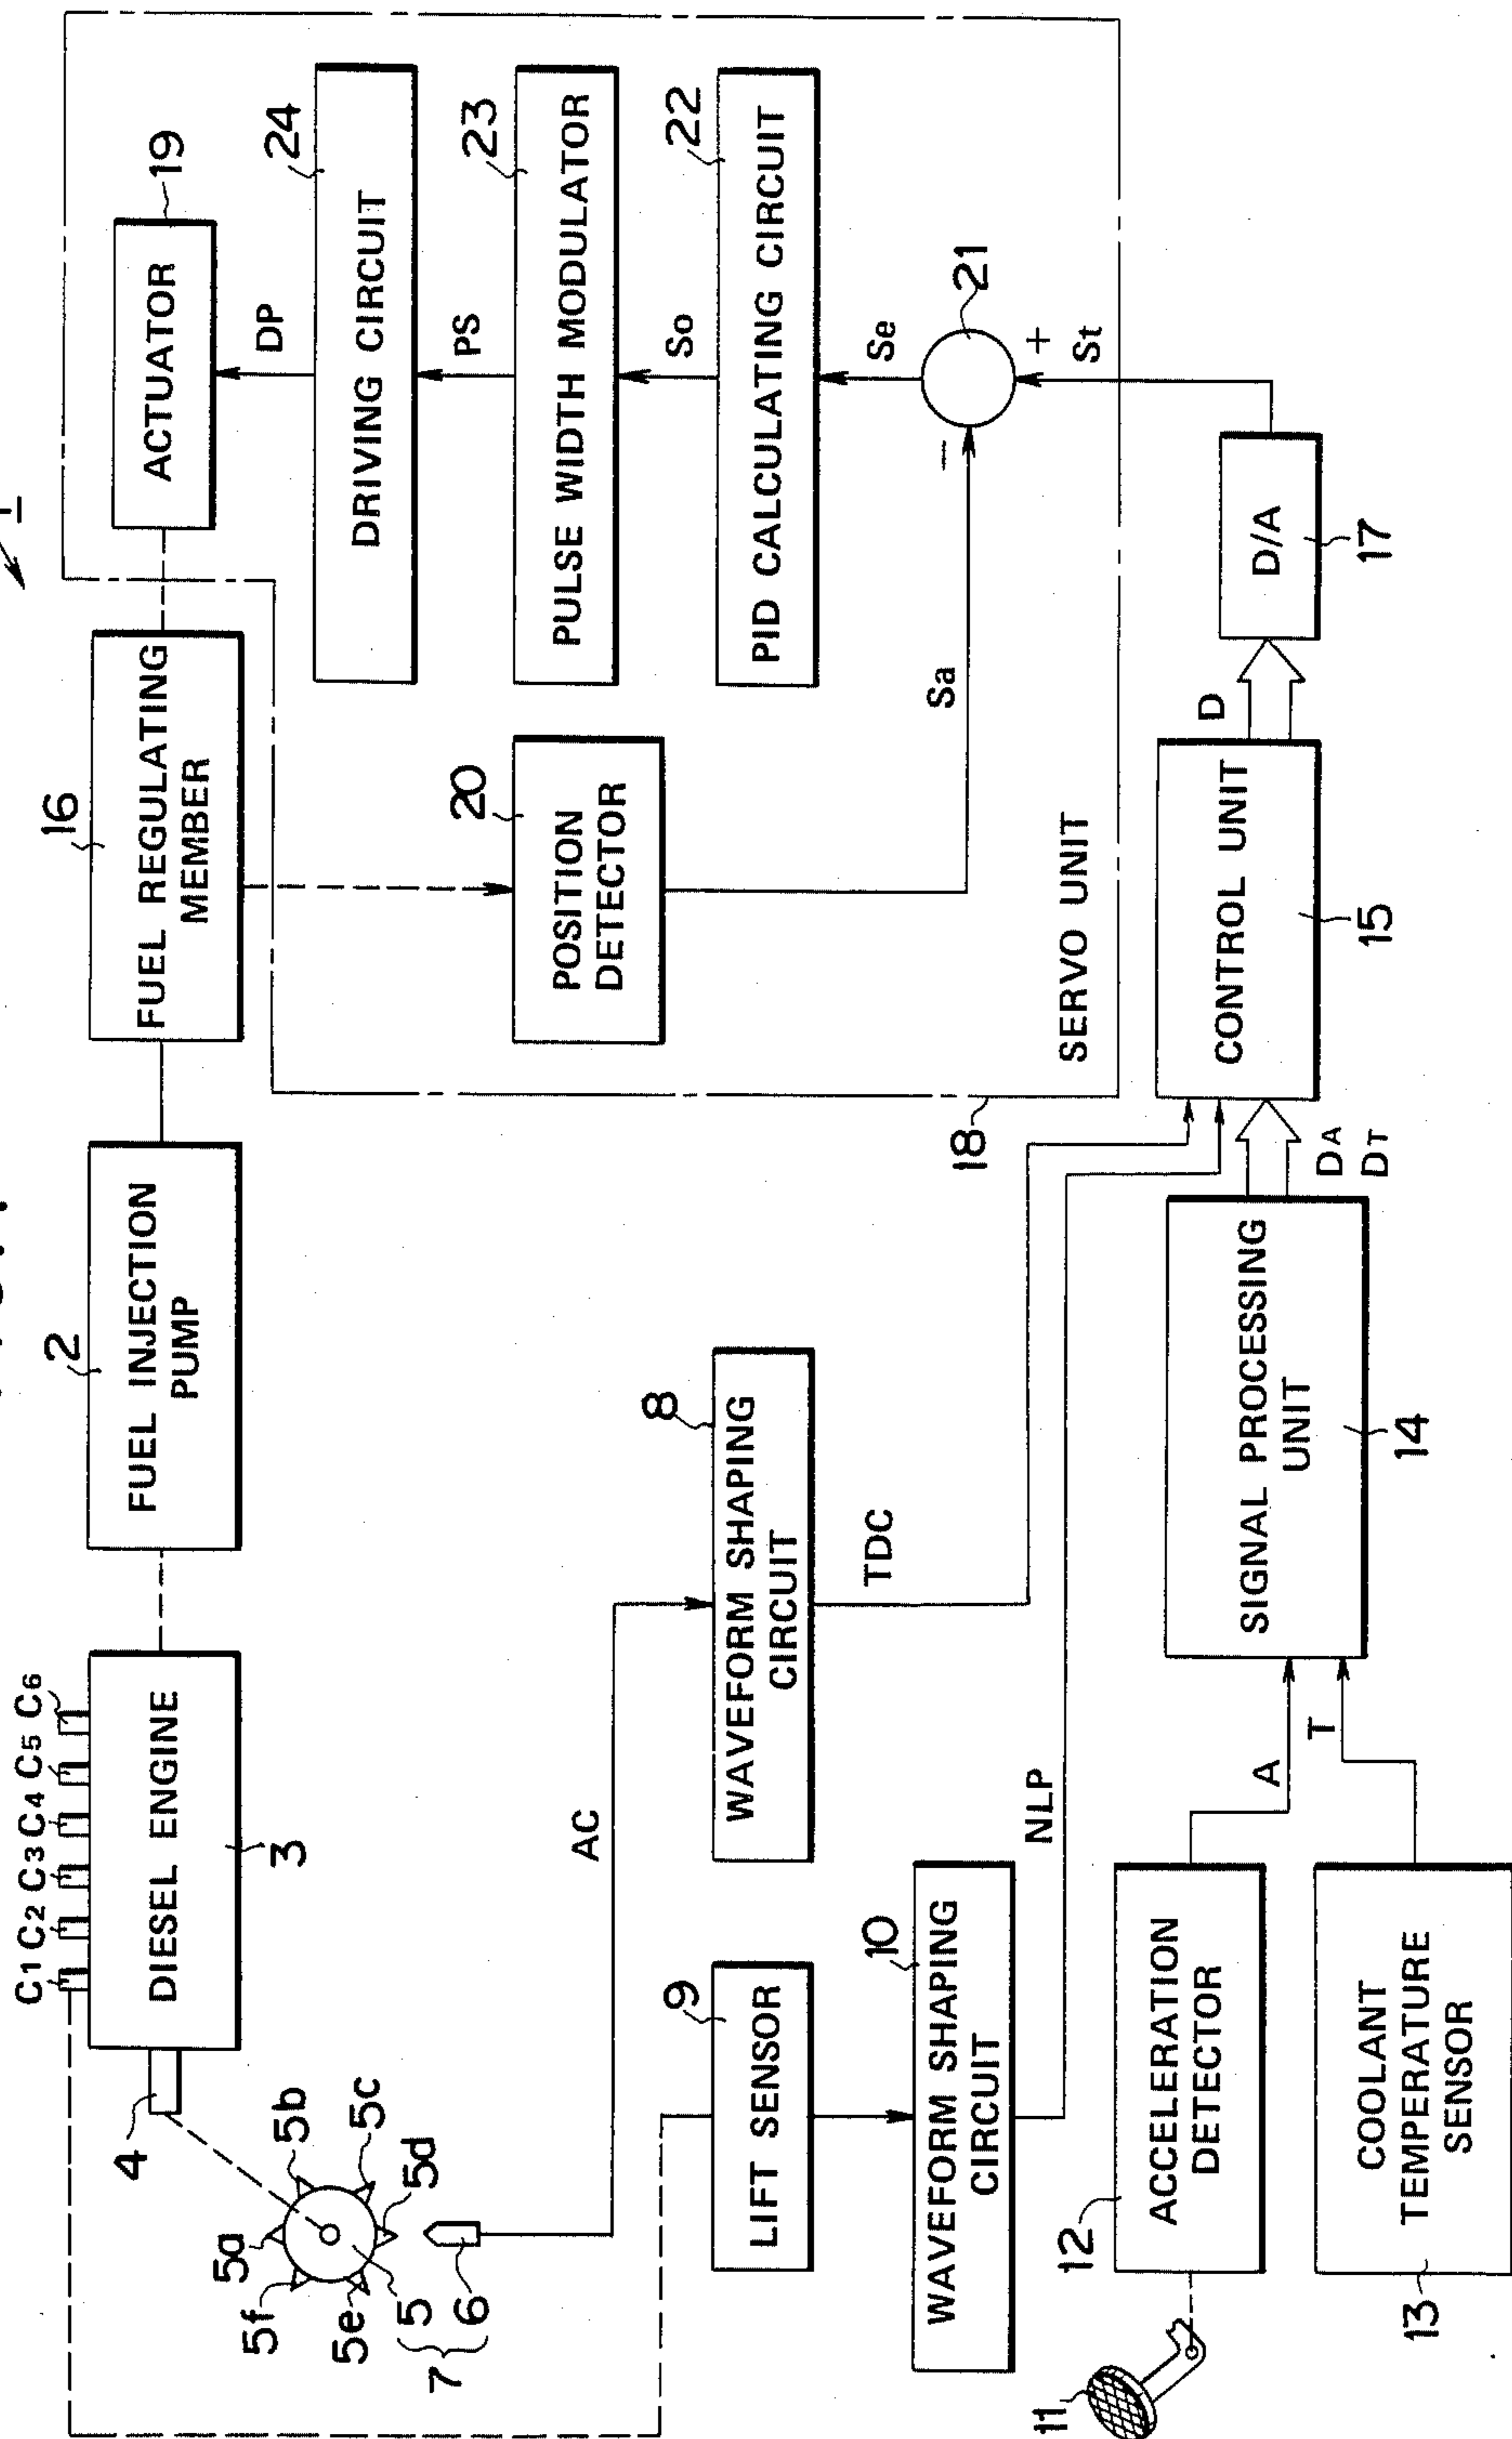 1
C1 C2 C3 C4 C5 C6
DIESEL ENGINE
3
4
2
FUEL INJECTION
PUMP
16
FUEL REGULATING
MEMBER
ACTUATOR
19
DP
24
DRIVING CIRCUIT
PS
23
PULSE WIDTH MODULATOR
So
22
PID CALCULATING CIRCUIT
Se
21
+
−
St
Sa
20
POSITION
DETECTOR
SERVO UNIT
18
5a
5b
5c
5d
5e
5f
5
6
7
AC
8
WAVEFORM SHAPING
CIRCUIT
TDC
9
LIFT SENSOR
10
WAVEFORM SHAPING
CIRCUIT
NLP
11
12
ACCELERATION
DETECTOR
A
13
COOLANT
TEMPERATURE
SENSOR
T
SIGNAL PROCESSING
UNIT
14
DA
DT
CONTROL UNIT
15
D
D/A
17